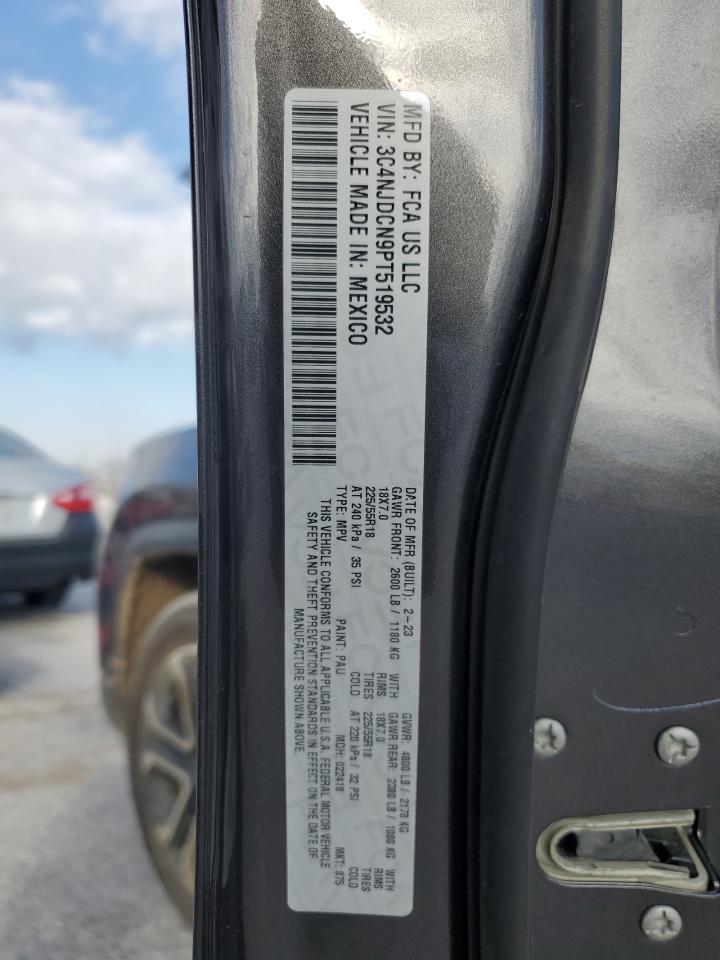 MFD BY: FCA US LLC
VIN: 3C4NJDCN9PT519532
VEHICLE MADE IN: MEXICO
DATE OF MFR (BUILT): 2-23 GVWR: 4800 LB / 2178 KG
GAWR FRONT: 2600 LB / 1180 KG WITH GAWR REAR: 2380 LB / 1080 KG WITH
18X7.0 RIMS 18X7.0 RIMS
225/55R18 TIRES 225/55R18 TIRES
AT 240 kPa / 35 PSI COLD AT 220 kPa / 32 PSI COLD
TYPE: MPV PAINT: PAU MDH: 022418 MKT: 875
THIS VEHICLE CONFORMS TO ALL APPLICABLE U.S.A. FEDERAL MOTOR VEHICLE
SAFETY AND THEFT PREVENTION STANDARDS IN EFFECT ON THE DATE OF
MANUFACTURE SHOWN ABOVE.